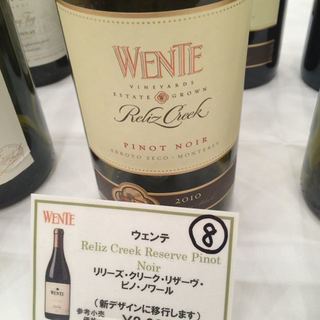 WENTE
VINEYARDS
ESTATE GROWN
Reliz Creek
PINOT NOIR
ARROYO SECO - MONTEREY
2010
WENTE
ウェンテ
⑧
Reliz Creek Reserve Pinot
Noir
リリーズ・クリーク・リザーヴ・
ピノ・ノワール
(新デザインに移行します)
参考小売
WENTE